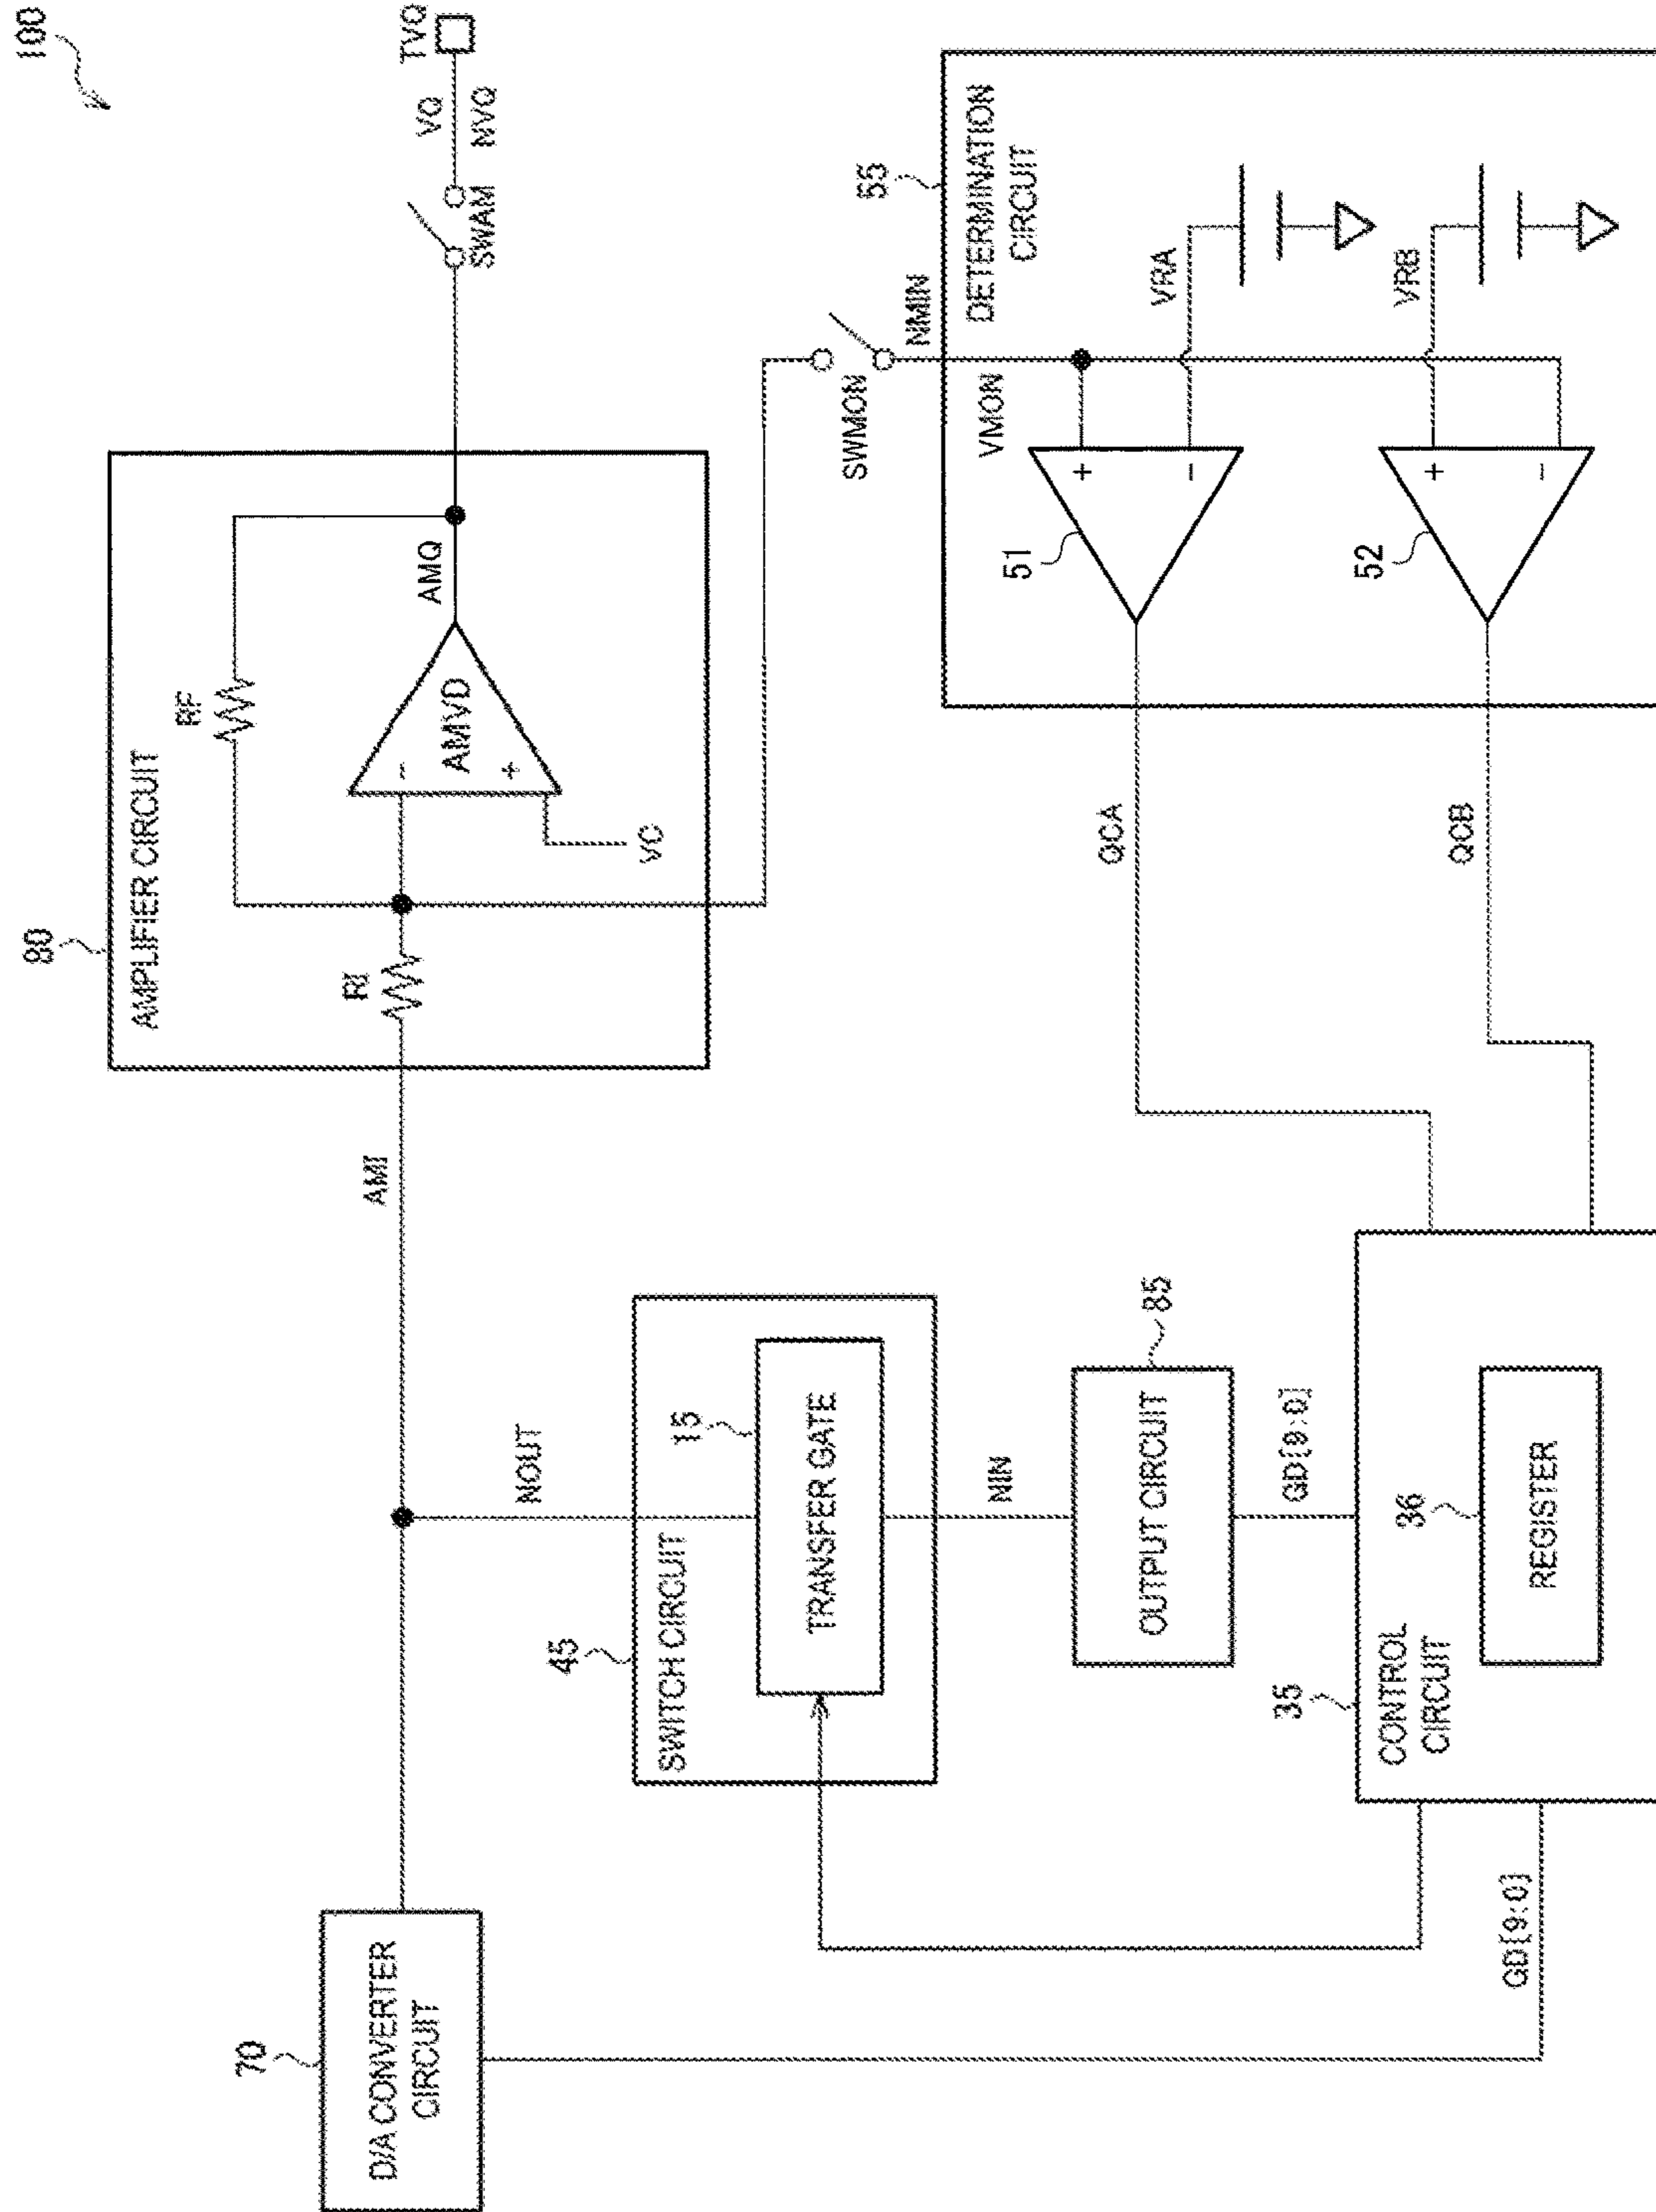 100
80
AMPLIFIER CIRCUIT
RF
RI
AMVD
-
+
VC
AMQ
SWAM
VQ
NVQ
TVQ
AMI
70
D/A CONVERTER
CIRCUIT
NOUT
45
SWITCH CIRCUIT
15
TRANSFER GATE
NIN
85
OUTPUT CIRCUIT
GD[9:0]
GD[9:0]
35
CONTROL
CIRCUIT
36
REGISTER
SWMON
NMIN
55
DETERMINATION
CIRCUIT
VMON
VRA
51
+
-
VRB
52
+
-
QCA
QCB